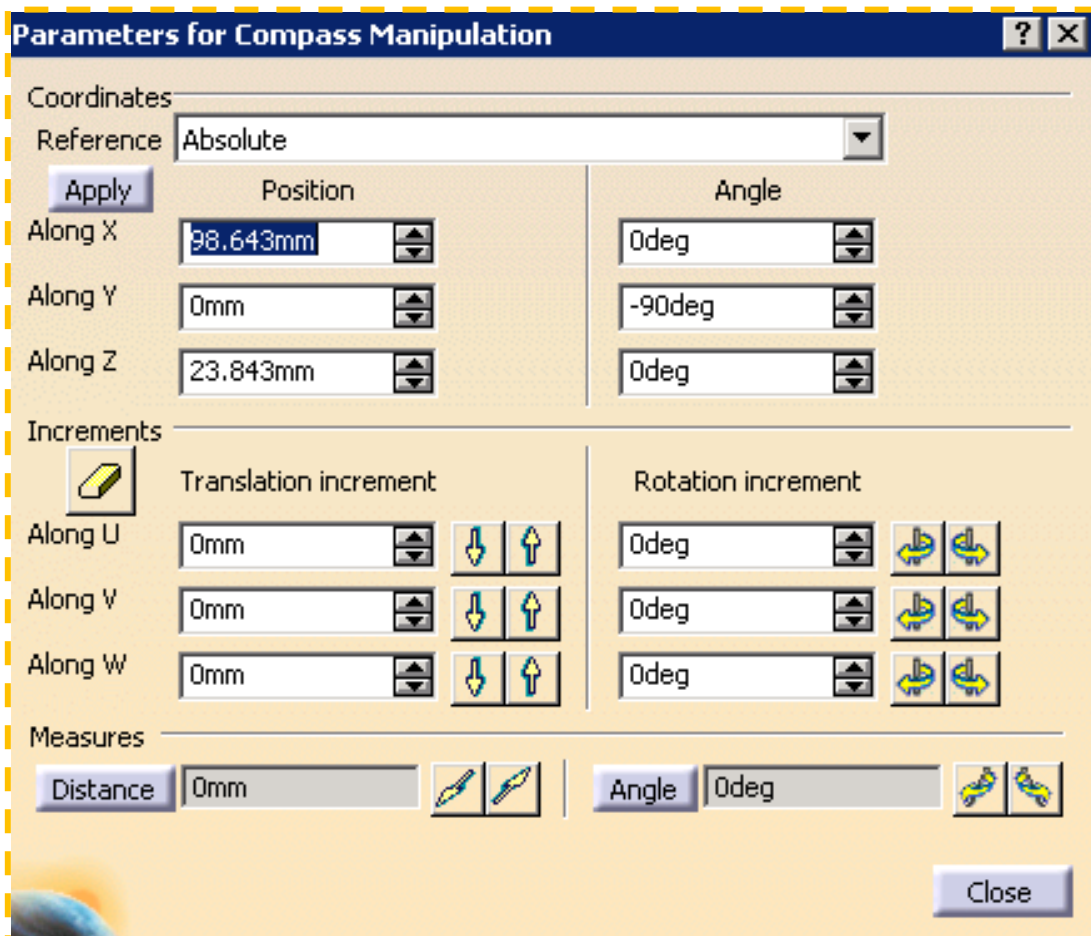 Parameters for Compass Manipulation ? X
Coordinates
Reference Absolute
Apply Position Angle
Along X 98.643mm 0deg
Along Y 0mm -90deg
Along Z 23.843mm 0deg
Increments
Translation increment Rotation increment
Along U 0mm 0deg
Along V 0mm 0deg
Along W 0mm 0deg
Measures
Distance 0mm Angle 0deg
Close